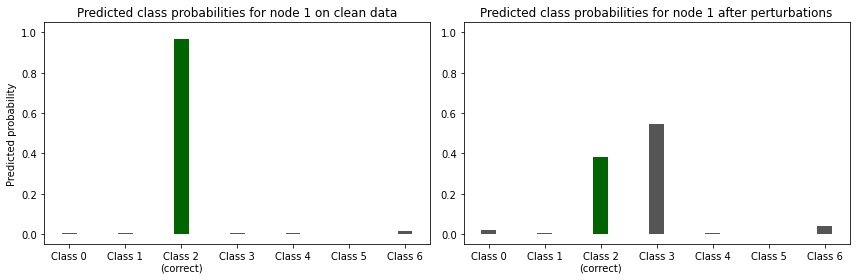 Predicted class probabilities for node 1 on clean data
Predicted probability
1.0
0.8
0.6
0.4
0.2
0.0
Class 0 Class 1 Class 2 Class 3 Class 4 Class 5 Class 6
(correct)
Predicted class probabilities for node 1 after perturbations
1.0
0.8
0.6
0.4
0.2
0.0
Class 0 Class 1 Class 2 Class 3 Class 4 Class 5 Class 6
(correct)